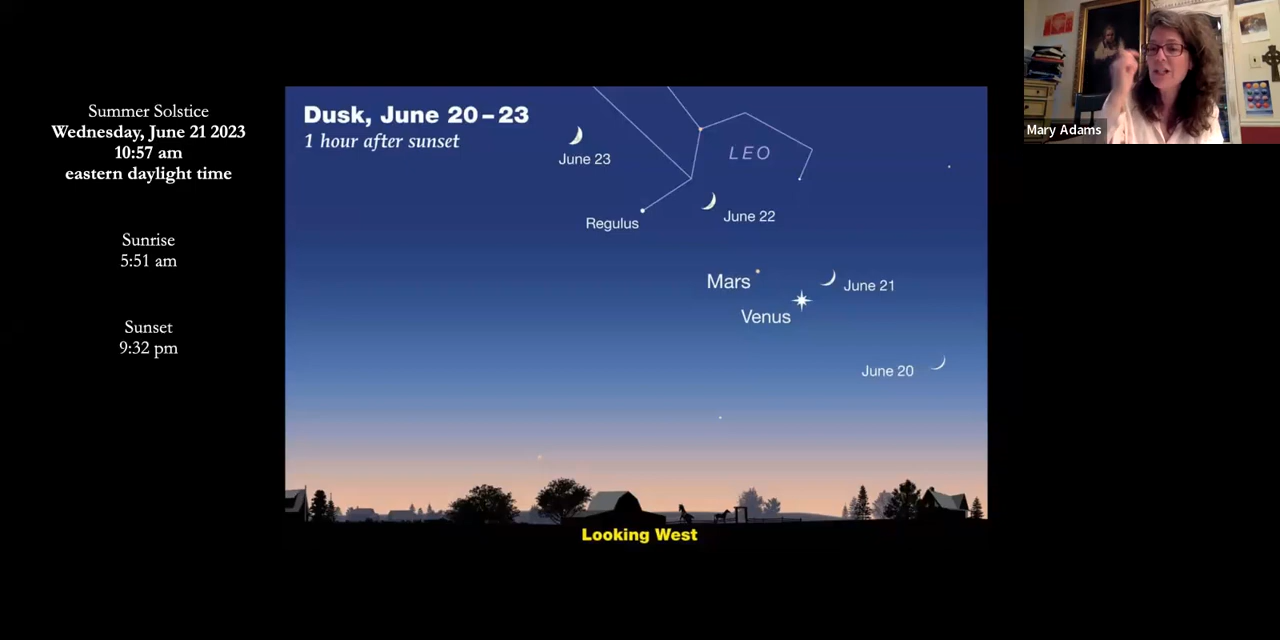 Summer Solstice
Wednesday, June 21 2023
10:57 am
eastern daylight time
Sunrise
5:51 am
Sunset
9:32 pm
Dusk, June 20–23
1 hour after sunset
June 23
LEO
Regulus
June 22
Mars
June 21
Venus
June 20
Looking West
Mary Adams